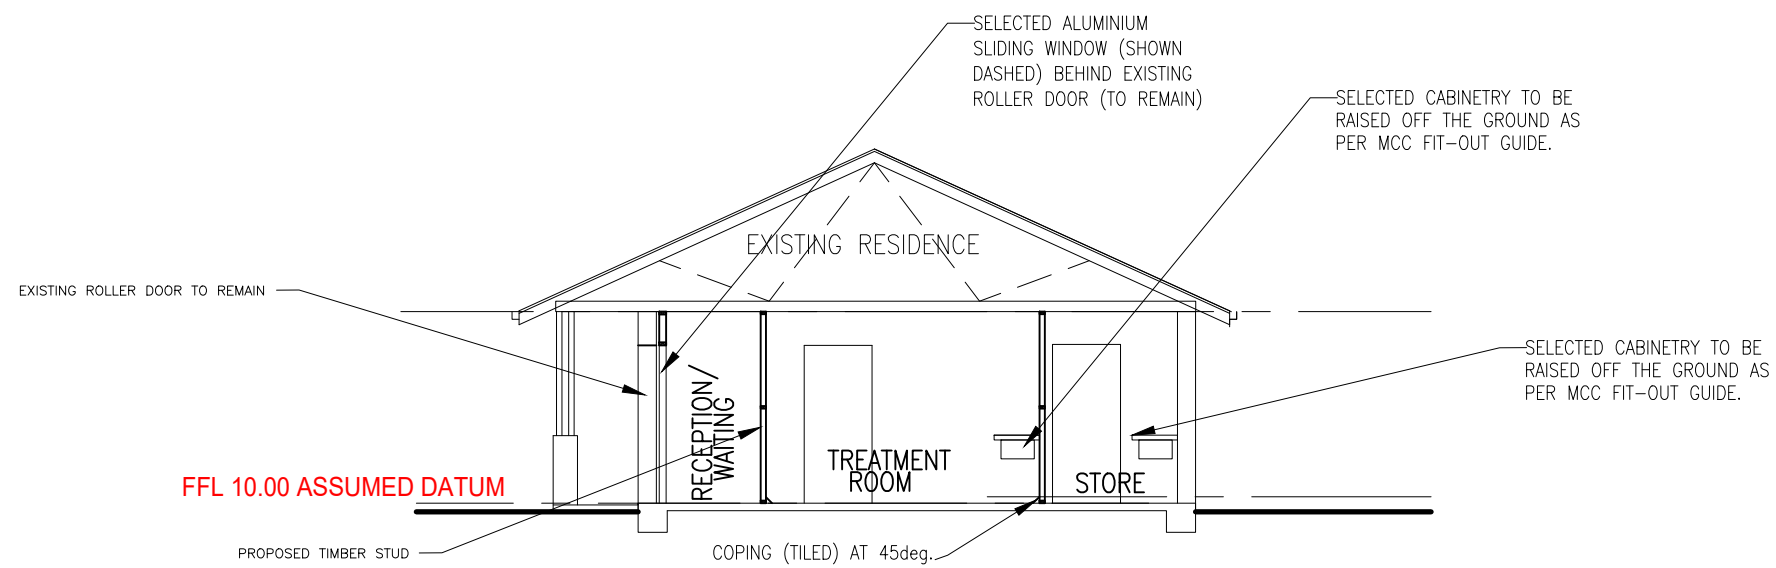 SELECTED ALUMINIUM
SLIDING WINDOW (SHOWN
DASHED) BEHIND EXISTING
ROLLER DOOR (TO REMAIN)
SELECTED CABINETRY TO BE
RAISED OFF THE GROUND AS
PER MCC FIT-OUT GUIDE.
EXISTING RESIDENCE
EXISTING ROLLER DOOR TO REMAIN
SELECTED CABINETRY TO BE
RAISED OFF THE GROUND AS
PER MCC FIT-OUT GUIDE.
RECEPTION/
WAITING
TREATMENT
ROOM
STORE
FFL 10.00 ASSUMED DATUM
PROPOSED TIMBER STUD
COPING (TILED) AT 45deg.